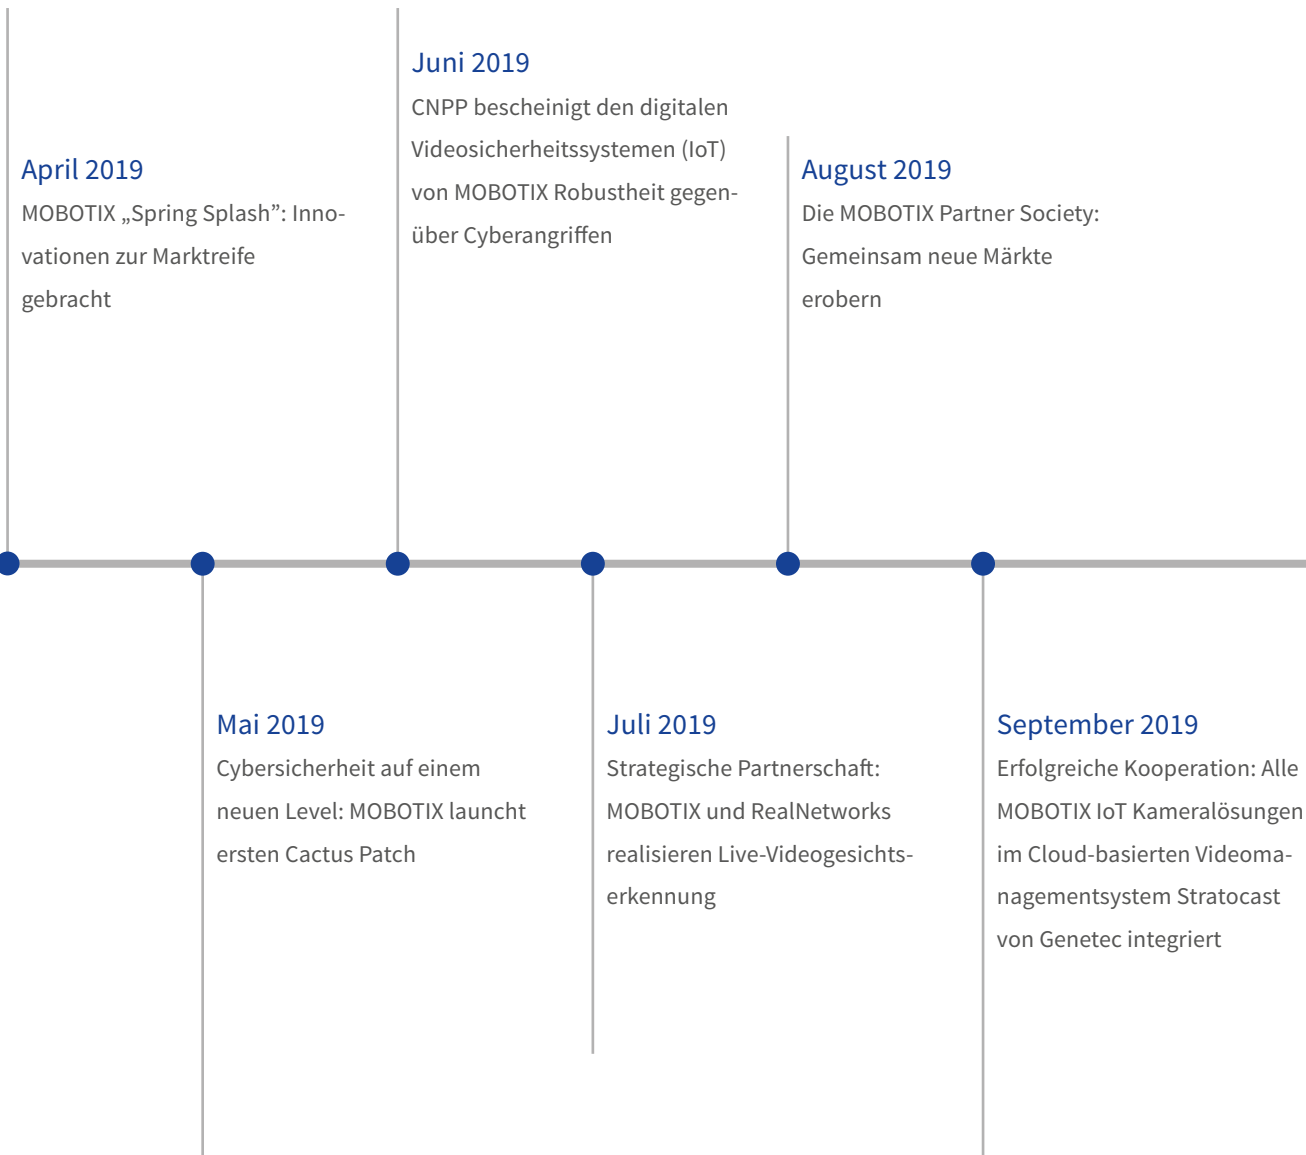 April 2019
MOBOTIX „Spring Splash”: Inno-
vationen zur Marktreife
gebracht
Mai 2019
Cybersicherheit auf einem
neuen Level: MOBOTIX launcht
ersten Cactus Patch
Juni 2019
CNPP bescheinigt den digitalen
Videosicherheitssystemen (IoT)
von MOBOTIX Robustheit gegen-
über Cyberangriffen
Juli 2019
Strategische Partnerschaft:
MOBOTIX und RealNetworks
realisieren Live-Videogesichts-
erkennung
August 2019
Die MOBOTIX Partner Society:
Gemeinsam neue Märkte
erobern
September 2019
Erfolgreiche Kooperation: Alle
MOBOTIX IoT Kameralösungen
im Cloud-basierten Videoma-
nagementsystem Stratocast
von Genetec integriert